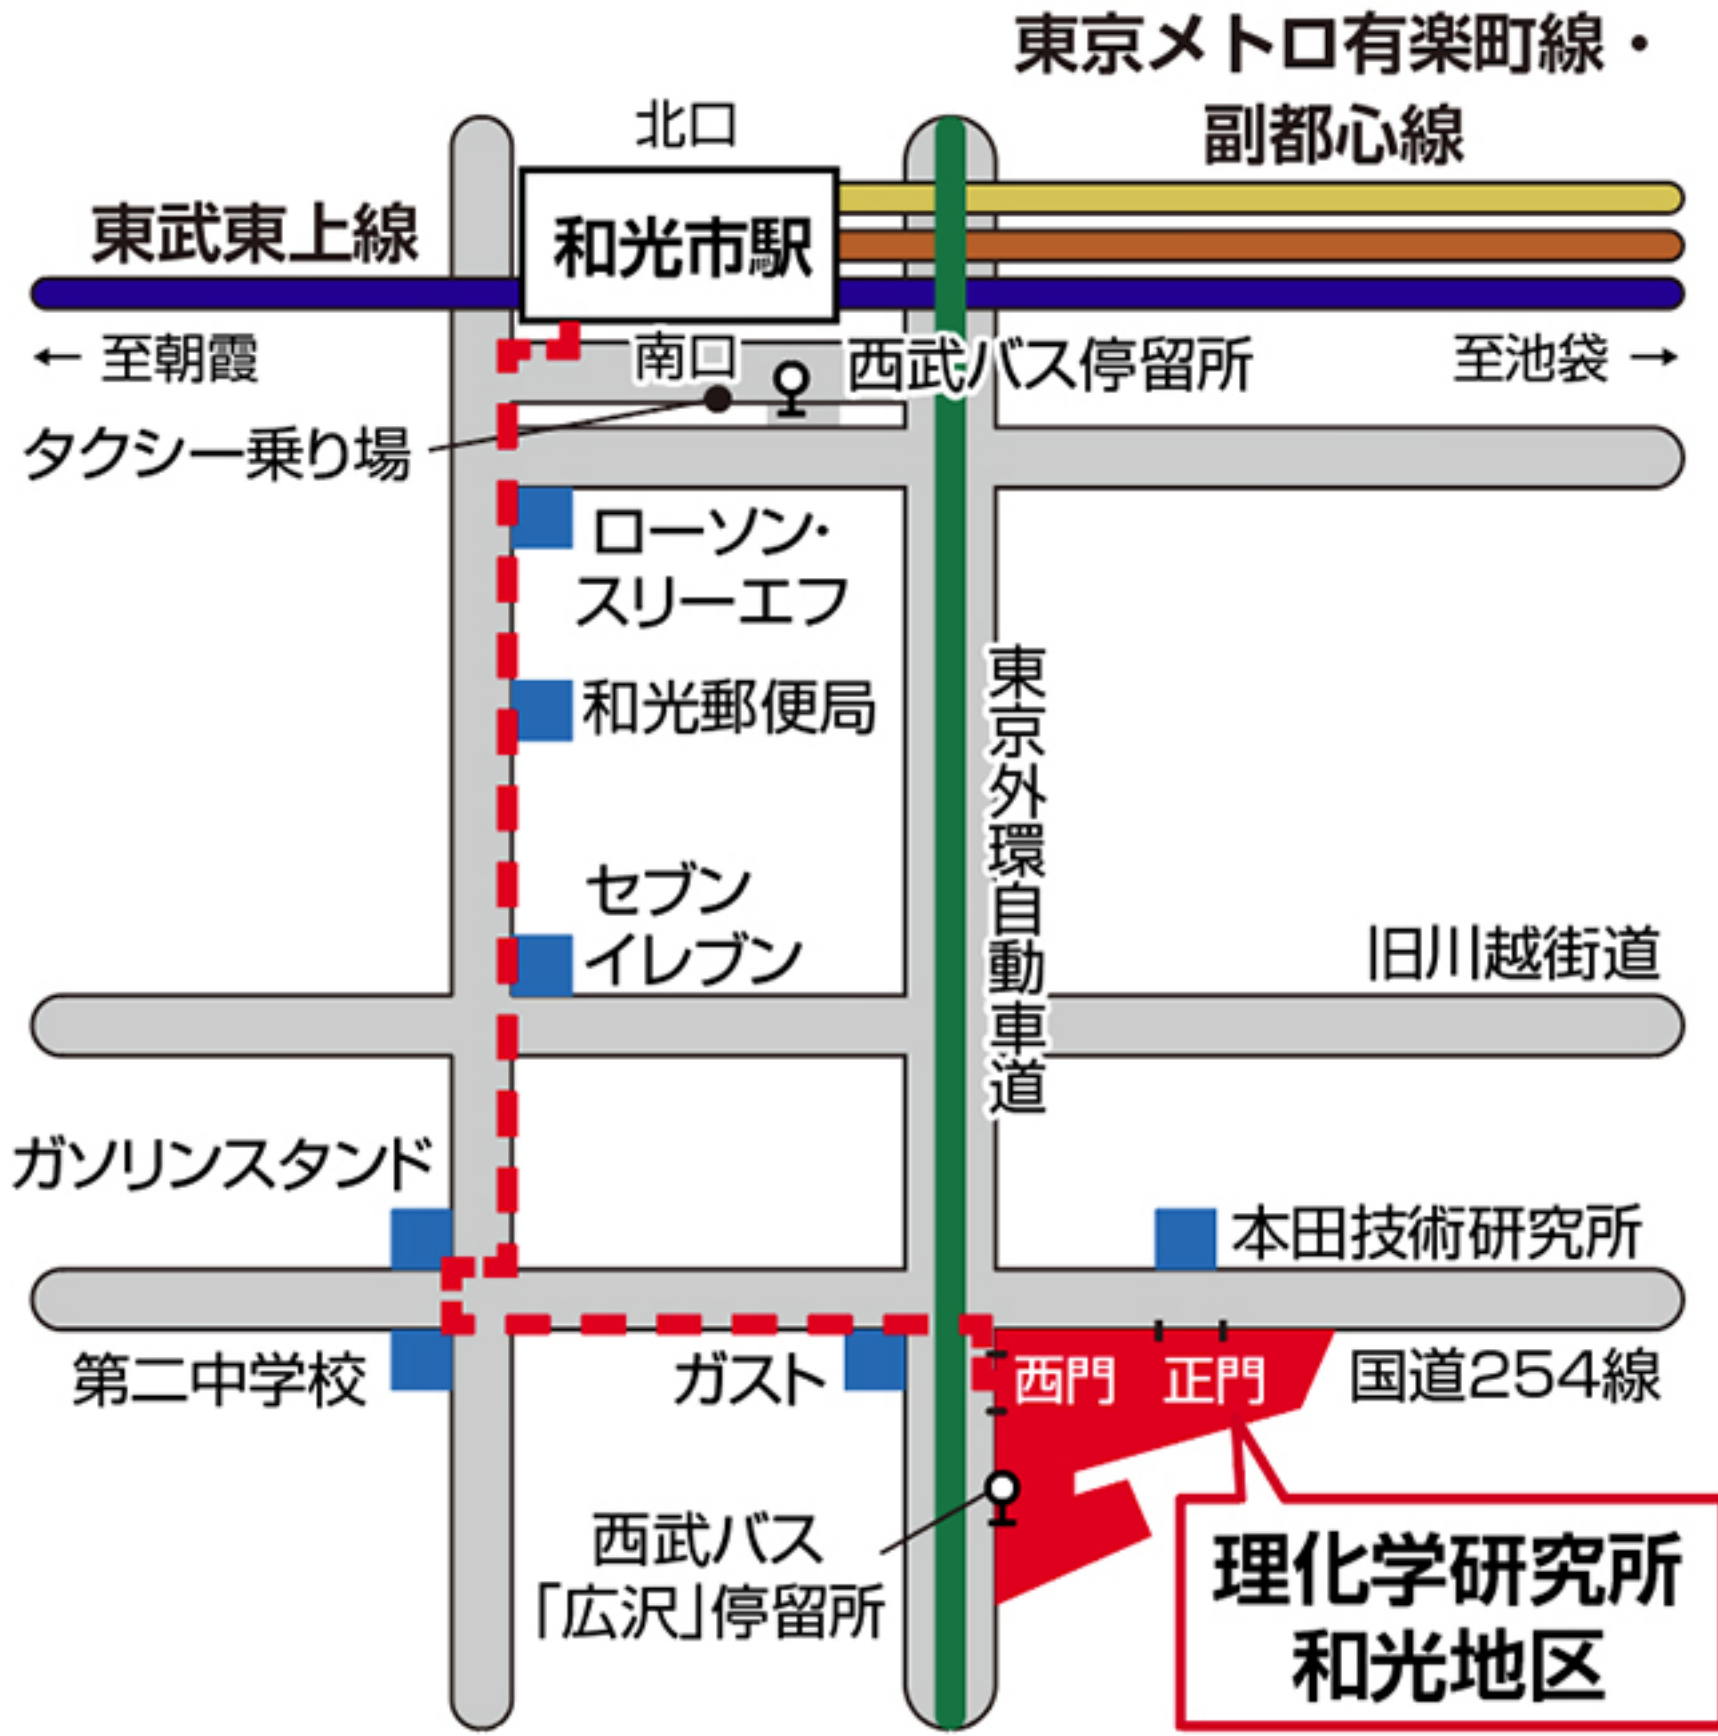 東京メトロ有楽町線・
副都心線
北口
東武東上線
和光市駅
← 至朝霞
南口
西武バス停留所
至池袋 →
タクシー乗り場
ローソン・
スリーエフ
和光郵便局
東京外環自動車道
セブン
イレブン
旧川越街道
ガソリンスタンド
本田技術研究所
第二中学校
ガスト
西門
正門
国道254線
西武バス
「広沢」停留所
理化学研究所
和光地区